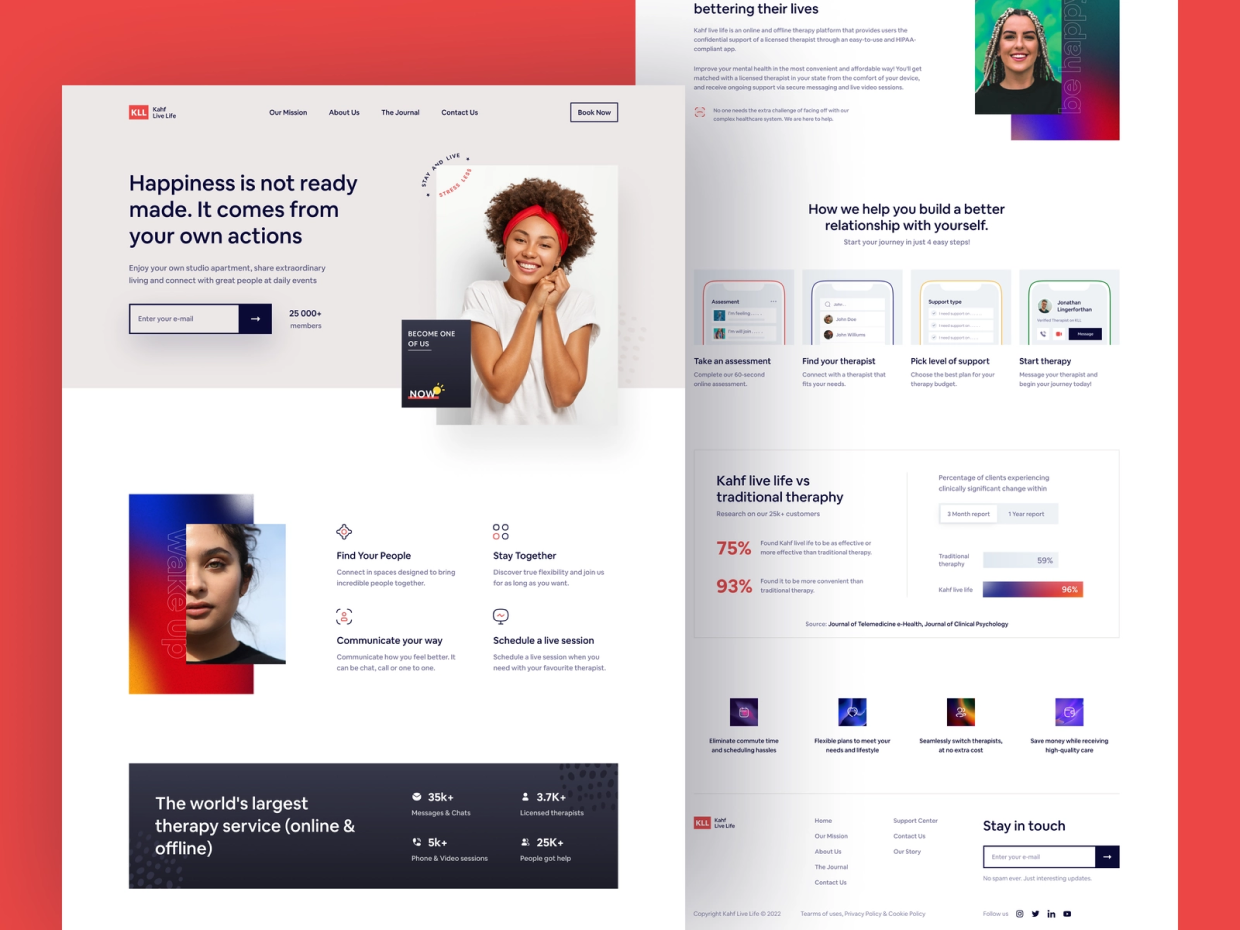 KLL
Kahf
Live Life
Our Mission
About Us
The Journal
Contact Us
Book Now
Happiness is not ready
made. It comes from
your own actions
Enjoy your own studio apartment, share extraordinary
living and connect with great people at daily events
Enter your e-mail
→
25 000+
members
STAY AND LIVE
STRESS LESS
BECOME ONE
OF US
NOW
wake up
Find Your People
Connect in spaces designed to bring
incredible people together.
Stay Together
Discover true flexibility and join us
for as long as you want.
Communicate your way
Communicate how you feel better. It
can be chat, call or one to one.
Schedule a live session
Schedule a live session when you
need with your favourite therapist.
The world's largest
therapy service (online &
offline)
35k+
Messages & Chats
3.7K+
Licensed therapists
5k+
Phone & Video sessions
25K+
People got help
bettering their lives
Kahf live life is an online and offline therapy platform that provides users the
confidential support of a licensed therapist through an easy-to-use and HIPAA-
compliant app.
Improve your mental health in the most convenient and affordable way! You'll get
matched with a licensed therapist in your state from the comfort of your device,
and receive ongoing support via secure messaging and live video sessions.
No one needs the extra challenge of facing off with our
complex healthcare system. We are here to help.
be happy
How we help you build a better
relationship with yourself.
Start your journey in just 4 easy steps!
Assesment
I'm feeling........
I'm will join ......
Take an assessment
Complete our 60-second
online assessment.
John...
John Doe
John Williams
Find your therapist
Connect with a therapist that
fits your needs.
Support type
I need support on ........
I need support on ........
I need support on ........
Pick level of support
Choose the best plan for your
therapy budget.
Jonathan
Lingerforthan
Verified Therapist on KLL
Message
Start therapy
Message your therapist and
begin your journey today!
Kahf live life vs
traditional theraphy
Research on our 25k+ customers
75%
Found Kahf livel ife to be as effective or
more effective than traditional therapy.
93%
Found it to be more convenient than
traditional therapy.
Percentage of clients experiencing
clinically significant change within
3 Month report
1 Year report
Traditional
theraphy
59%
Kahf live life
96%
Source: Journal of Telemedicine e-Health, Journal of Clinical Psychology
Eliminate commute time
and scheduling hassles
Flexible plans to meet your
needs and lifestyle
Seamlessly switch therapists,
at no extra cost
Save money while receiving
high-quality care
KLL
Kahf
Live Life
Home
Our Mission
About Us
The Journal
Contact Us
Support Center
Contact Us
Our Story
Stay in touch
Enter your e-mail
→
No spam ever. Just interesting updates.
Copyright Kahf Live Life © 2022
Tearms of uses, Privacy Policy & Cookie Policy
Follow us